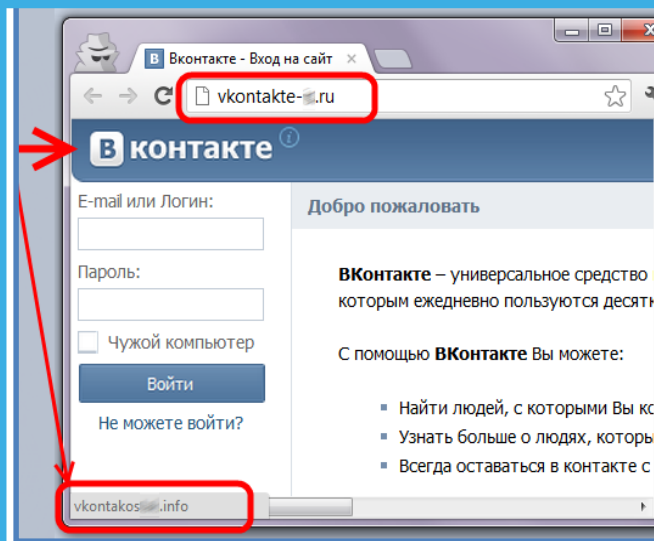 Вконтакте - Вход на сайт
vkontakte- .ru
В контакте
E-mail или Логин:
Пароль:
Чужой компьютер
Войти
Не можете войти?
Добро пожаловать
ВКонтакте – универсальное средство
которым ежедневно пользуются десятк
С помощью ВКонтакте Вы можете:
Найти людей, с которыми Вы ко
Узнать больше о людях, которы
Всегда оставаться в контакте с
vkontakos .info